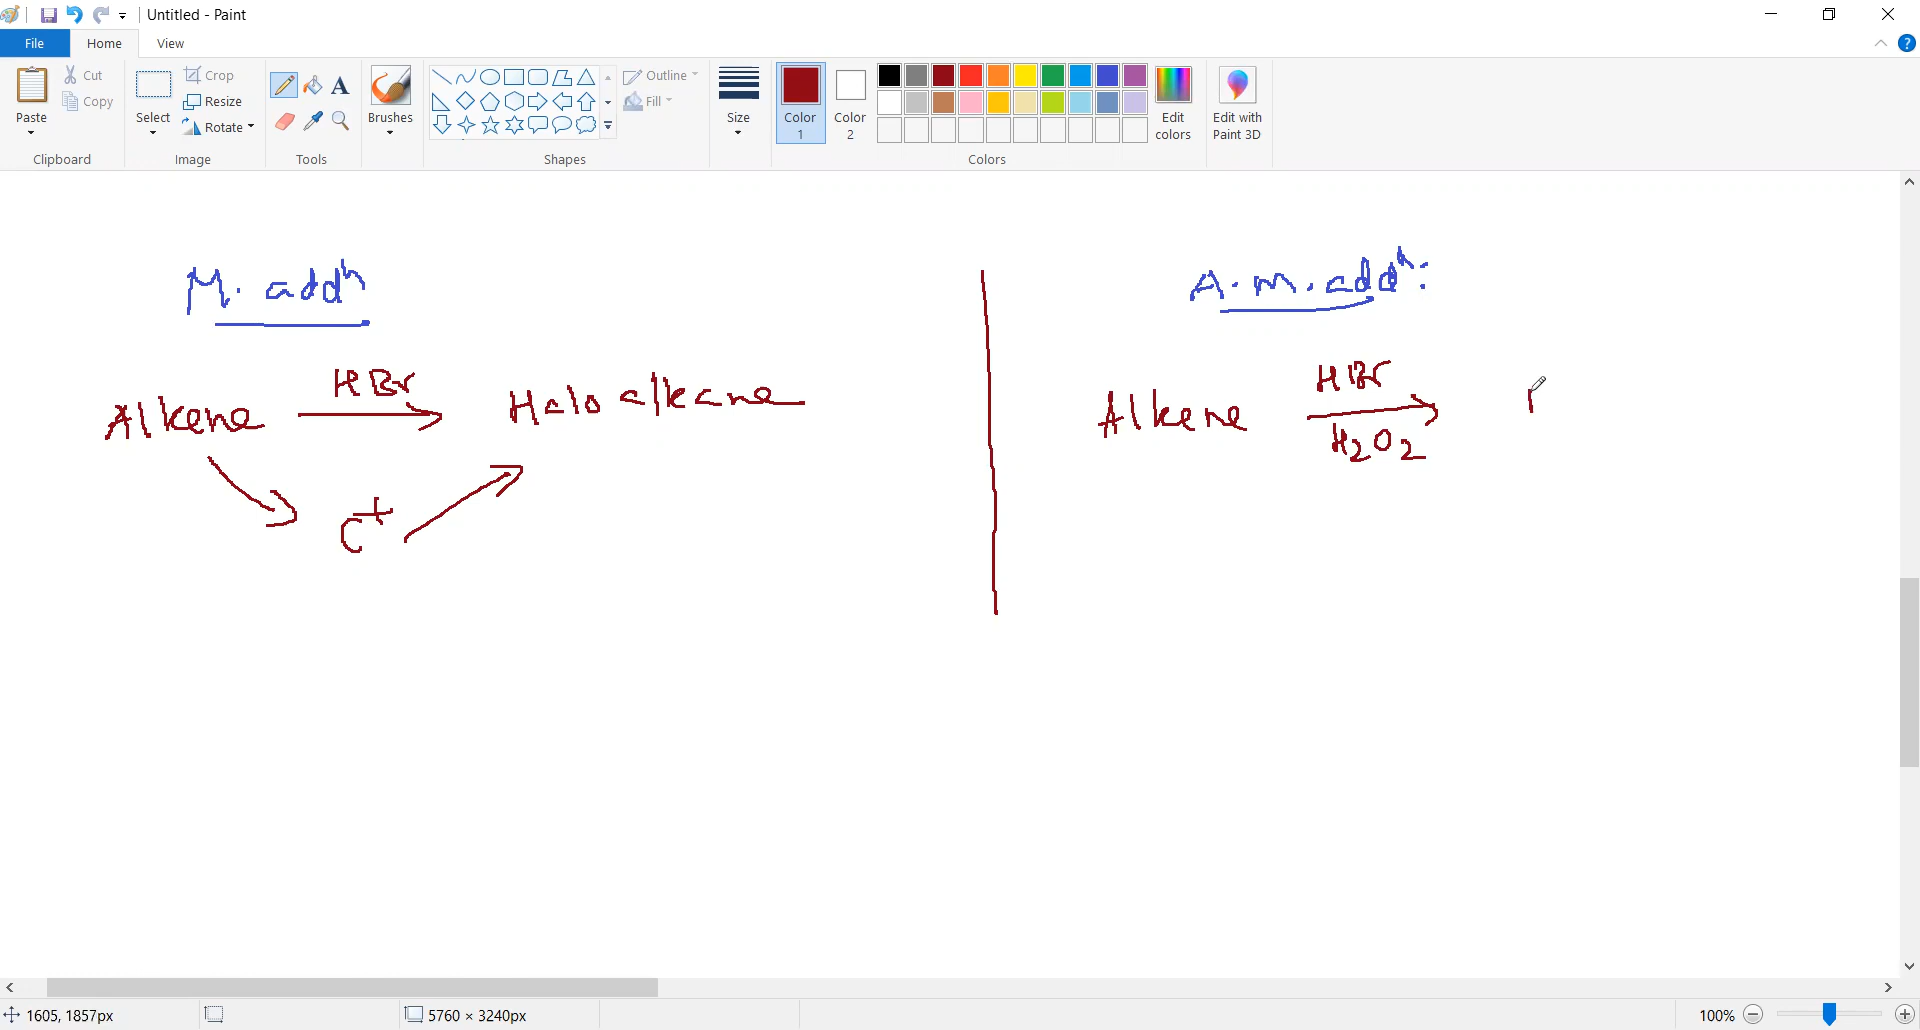 Untitled - Paint
File Home View
Paste
Cut
Copy
Clipboard
Select
Crop
Resize
Rotate
Image
A
Tools
Brushes
Outline
Fill
Shapes
Size
Color 1
Color 2
Colors
Edit colors
Edit with Paint 3D
?
M. addⁿ
Alkene HBr Haloalkane
C⁺
A.M. addⁿ:
Alkene HBr
H₂O₂
1605, 1857px
5760 × 3240px
100%